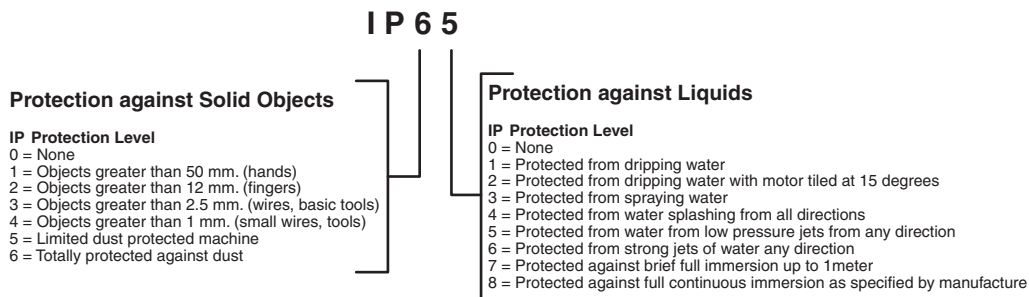 IP65
Protection against Solid Objects
IP Protection Level
0 = None
1 = Objects greater than 50 mm. (hands)
2 = Objects greater than 12 mm. (fingers)
3 = Objects greater than 2.5 mm. (wires, basic tools)
4 = Objects greater than 1 mm. (small wires, tools)
5 = Limited dust protected machine
6 = Totally protected against dust
Protection against Liquids
IP Protection Level
0 = None
1 = Protected from dripping water
2 = Protected from dripping water with motor tiled at 15 degrees
3 = Protected from spraying water
4 = Protected from water splashing from all directions
5 = Protected from water from low pressure jets from any direction
6 = Protected from strong jets of water any direction
7 = Protected against brief full immersion up to 1meter
8 = Protected against full continuous immersion as specified by manufacture